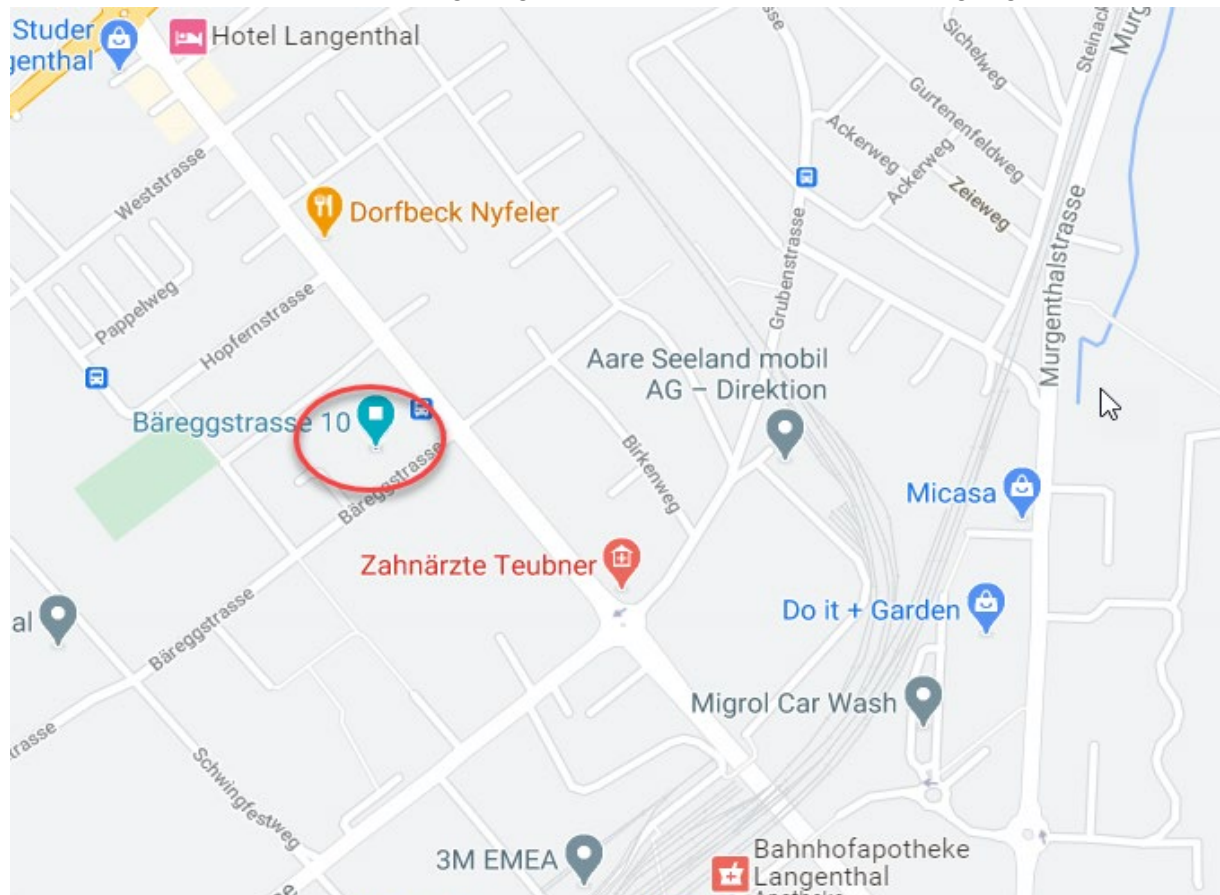 Studer
genthal
Hotel Langenthal
Sichelweg
Steinack
Murg
Gurtenenfeldweg
Ackerweg
Ackerweg
Zeieweg
Weststrasse
Dorfbeck Nyfeler
Grubenstrasse
Murgenthalstrasse
Pappelweg
Hopfernstrasse
Aare Seeland mobil
AG – Direktion
Bäreggstrasse 10
Bäreggstrasse
Birkenweg
Micasa
Zahnärzte Teubner
Do it + Garden
al
Bäreggstrasse
Migrol Car Wash
trasse
Schwingfestweg
3M EMEA
Bahnhofapotheke
Langenthal